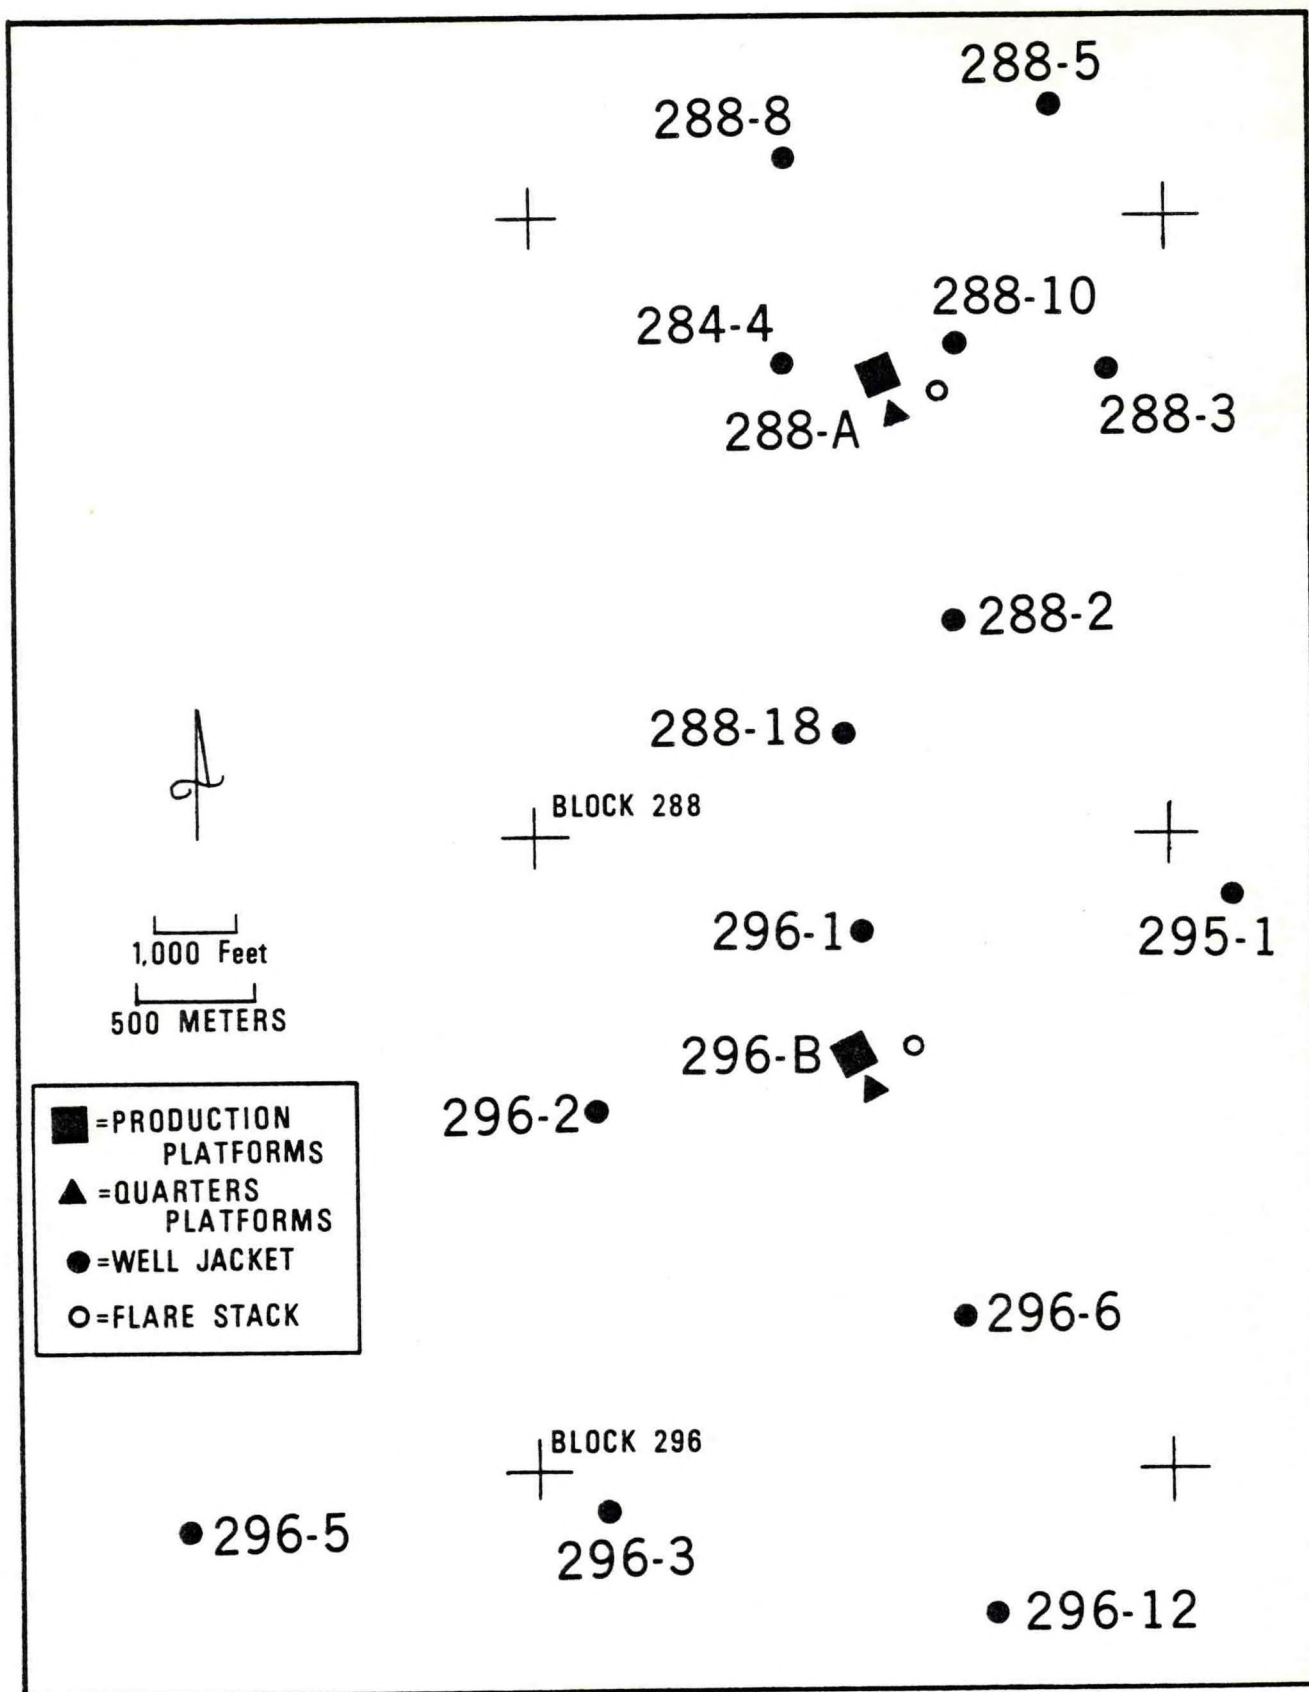 288-5
288-8
288-10
284-4
288-A
288-3
288-2
288-18
BLOCK 288
296-1
295-1
1,000 Feet
500 METERS
296-B
296-2
=PRODUCTION
PLATFORMS
=QUARTERS
PLATFORMS
=WELL JACKET
=FLARE STACK
296-6
BLOCK 296
296-5
296-3
296-12